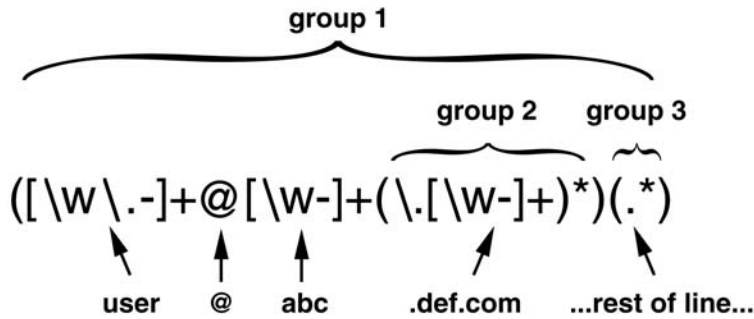 group 1
group 2 group 3
([\w\.-]+@[\w-]+(\.[\w-]+)*)(.*)
user @ abc .def.com ...rest of line...